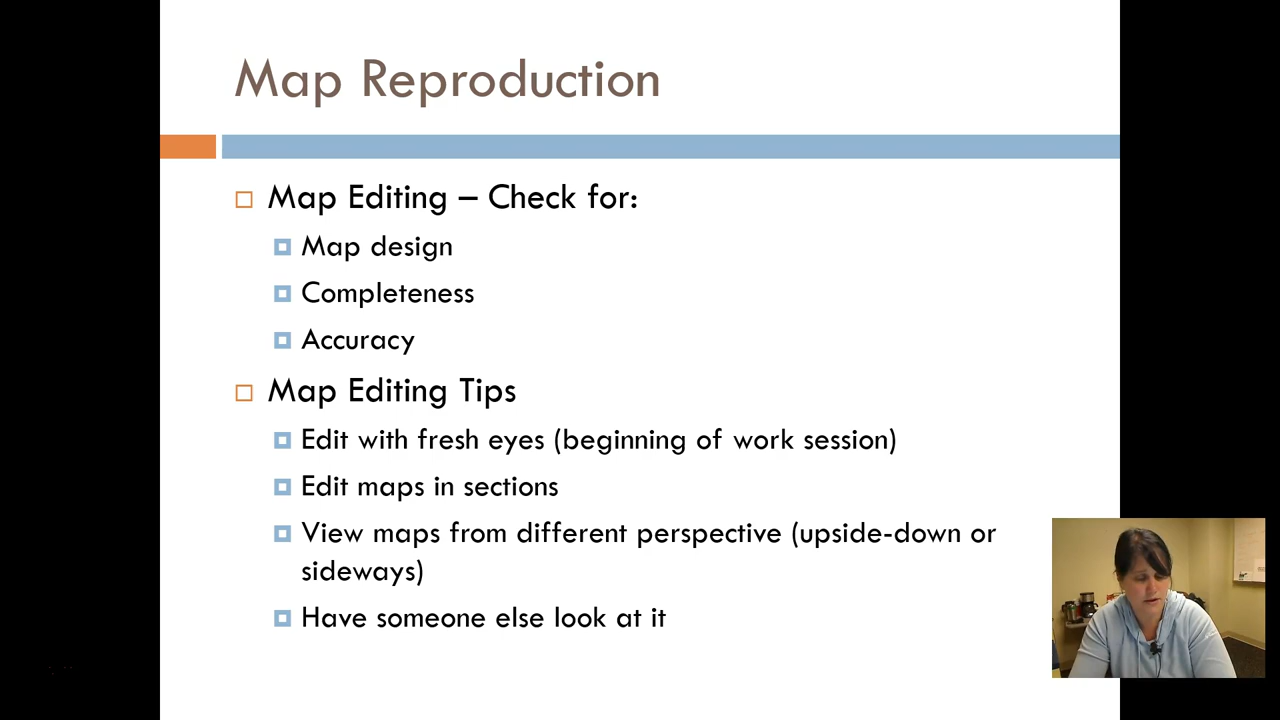 Map Reproduction
Map Editing – Check for:
Map design
Completeness
Accuracy
Map Editing Tips
Edit with fresh eyes (beginning of work session)
Edit maps in sections
View maps from different perspective (upside-down or
sideways)
Have someone else look at it